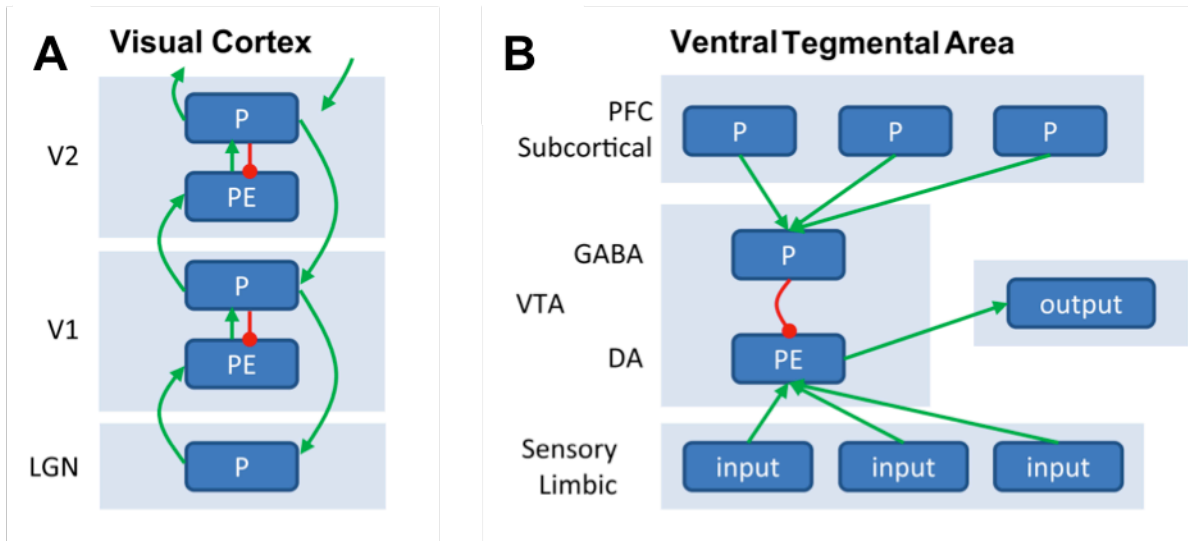 A
Visual Cortex
P
V2
PE
P
V1
PE
LGN
P
B
Ventral Tegmental Area
PFC
Subcortical
P P P
GABA
P
VTA
output
DA
PE
Sensory
Limbic
input input input